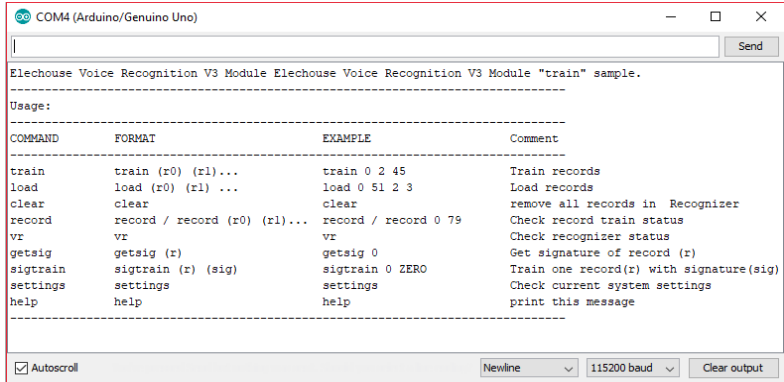 COM4 (Arduino/Genuino Uno)
Send
Elechouse Voice Recognition V3 Module Elechouse Voice Recognition V3 Module "train" sample.
--------------------------------------------------------------------------------
Usage:
--------------------------------------------------------------------------------
COMMAND FORMAT EXAMPLE Comment
--------------------------------------------------------------------------------
train train (r0) (r1)... train 0 2 45 Train records
load load (r0) (r1) ... load 0 51 2 3 Load records
clear clear clear remove all records in Recognizer
record record / record (r0) (r1)... record / record 0 79 Check record train status
vr vr vr Check recognizer status
getsig getsig (r) getsig 0 Get signature of record (r)
sigtrain sigtrain (r) (sig) sigtrain 0 ZERO Train one record(r) with signature(sig)
settings settings settings Check current system settings
help help help print this message
--------------------------------------------------------------------------------
Autoscroll Newline 115200 baud Clear output